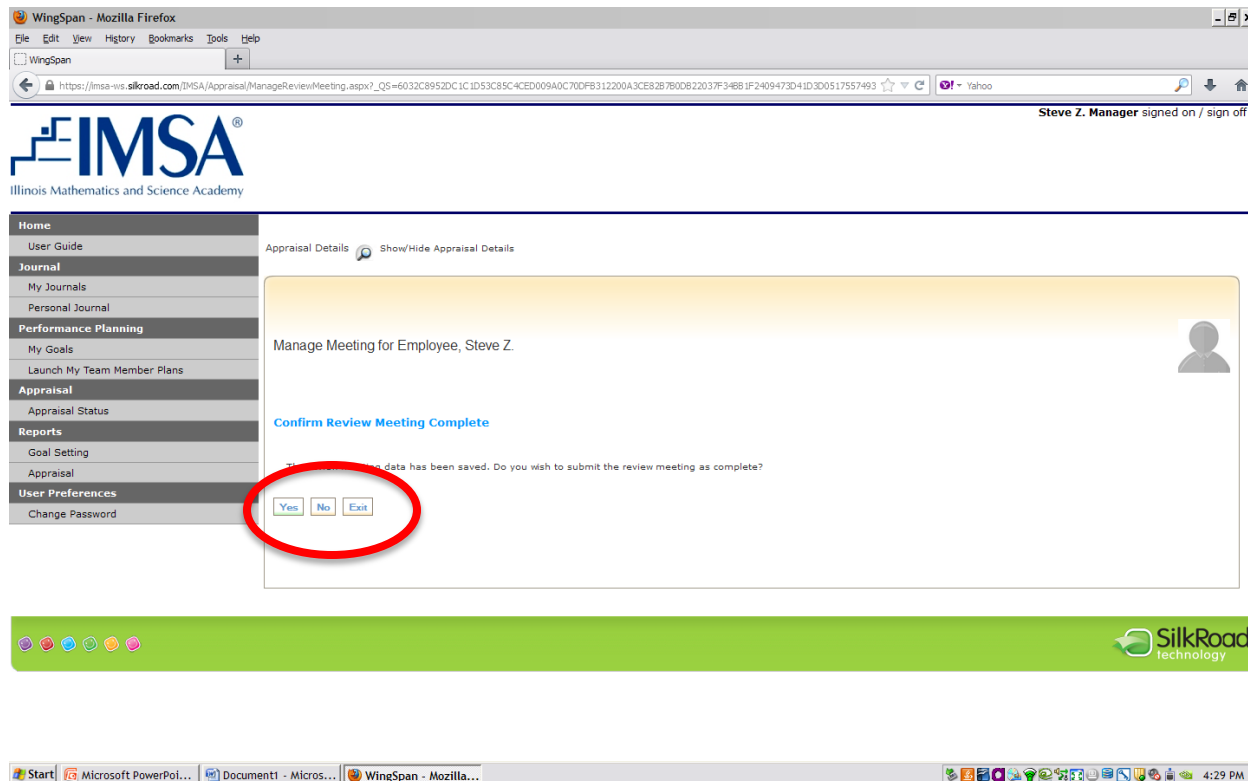 WingSpan - Mozilla Firefox
File Edit View History Bookmarks Tools Help
WingSpan +
https://imsa-ws.silkroad.com/IMSA/Appraisal/ManageReviewMeeting.aspx?_QS=6032C8952DC1C1D53C85C4CED009A0C70DFB312200A3CE82B7B0DB22037F34BB1F2409473D41D3D0517557493 Yahoo
Steve Z. Manager signed on / sign off
IMSA®
Illinois Mathematics and Science Academy
Home
User Guide
Journal
My Journals
Personal Journal
Performance Planning
My Goals
Launch My Team Member Plans
Appraisal
Appraisal Status
Reports
Goal Setting
Appraisal
User Preferences
Change Password
Appraisal Details Show/Hide Appraisal Details
Manage Meeting for Employee, Steve Z.
Confirm Review Meeting Complete
data has been saved. Do you wish to submit the review meeting as complete?
Yes No Exit
SilkRoad
technology
Start Microsoft PowerPoi... Document1 - Micros... WingSpan - Mozilla... 4:29 PM